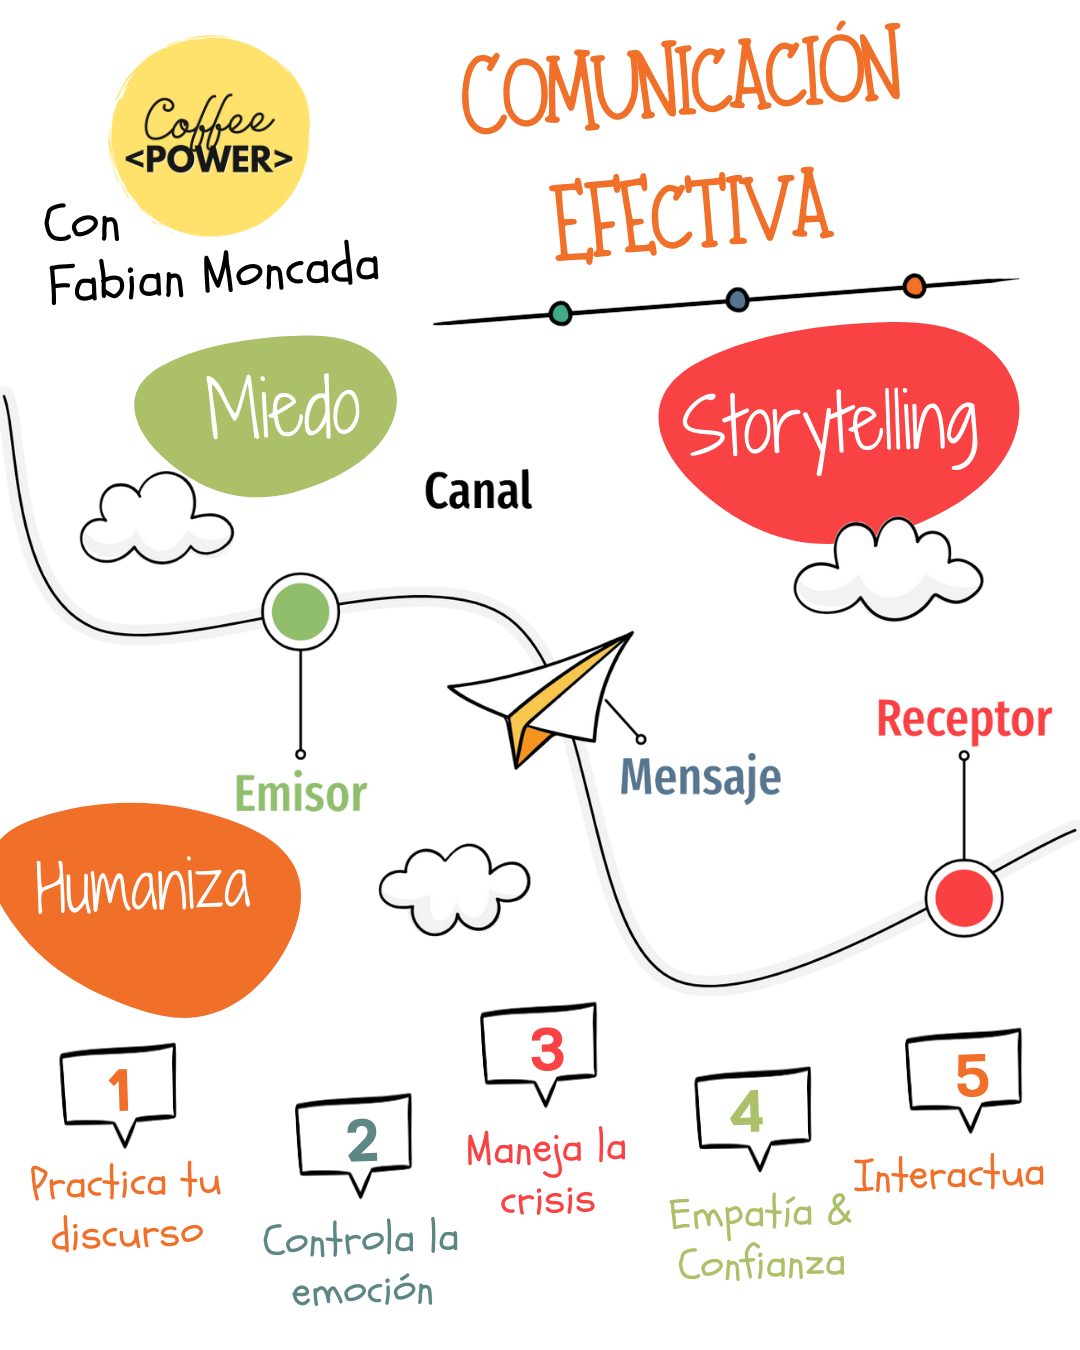 Coffee
<POWER>
Con
Fabian Moncada
COMUNICACIÓN
EFECTIVA
Miedo
Storytelling
Canal
Receptor
Mensaje
Emisor
Humaniza
1
Practica tu
discurso
2
Controla la
emoción
3
Maneja la
crisis
4
Empatía &
Confianza
5
Interactua